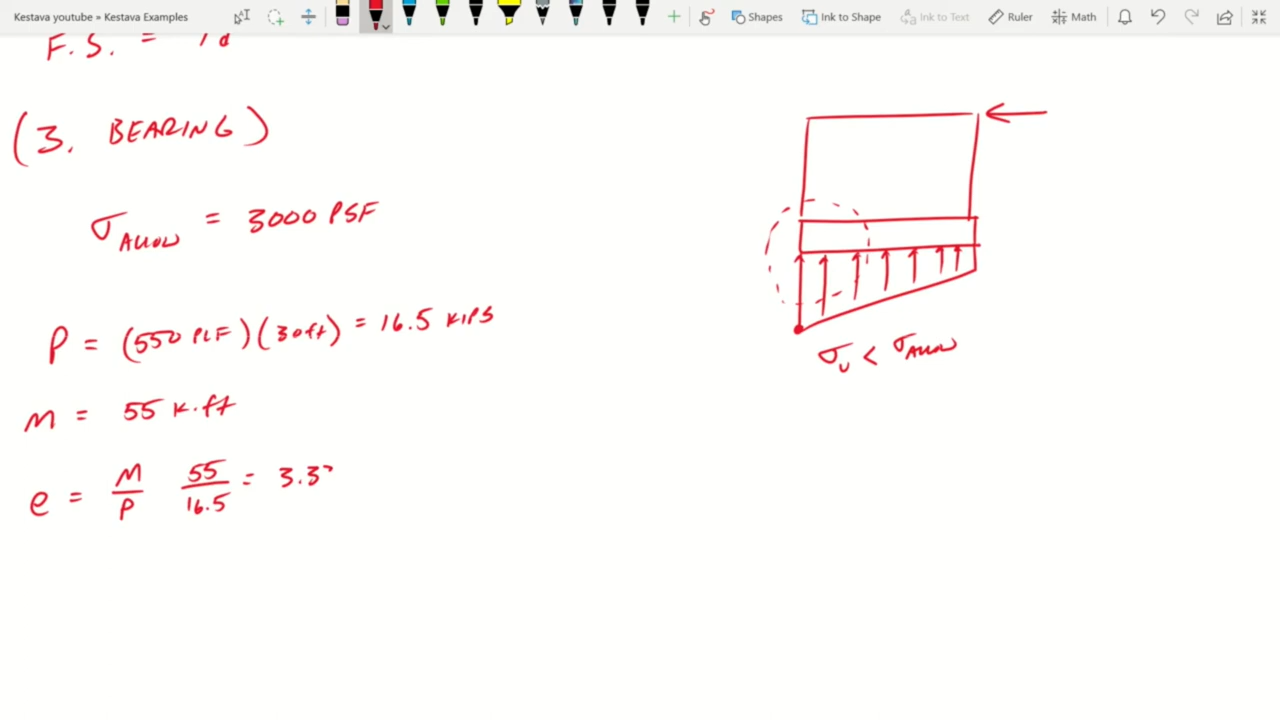 Kestava youtube » Kestava Examples
Shapes
Ink to Shape
Ink to Text
Ruler
Math
F. S. =
(3. BEARING)
σALLOW = 3000 PSF
P = (550 PLF)(30ft) = 16.5 KIPS
M = 55 K.ft
e = M/P 55/16.5 = 3.3
σU < σALLOW